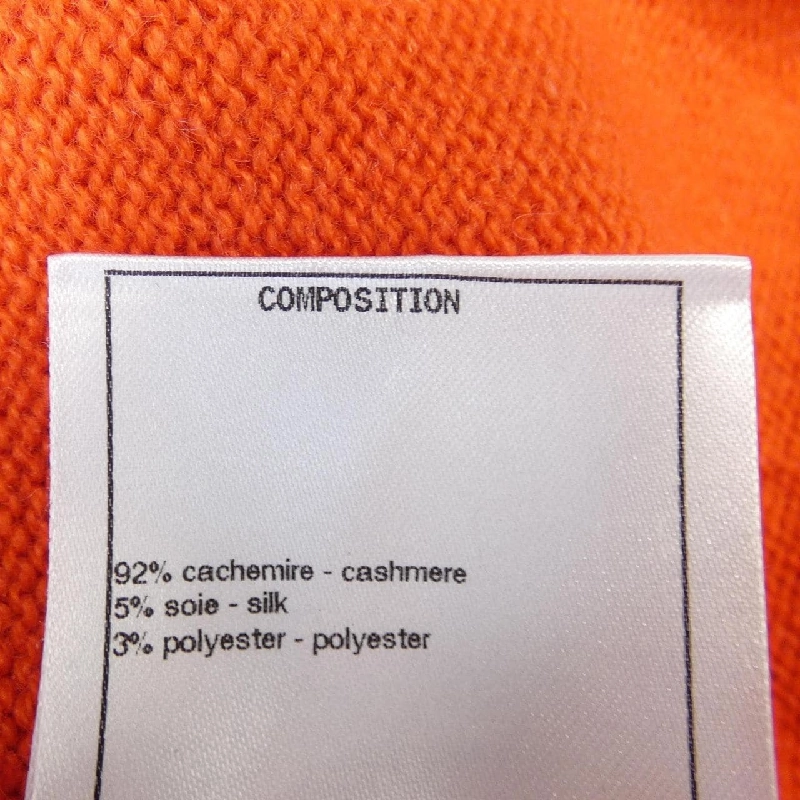 COMPOSITION
92% cachemire - cashmere
5% soie - silk
3% polyester - polyester